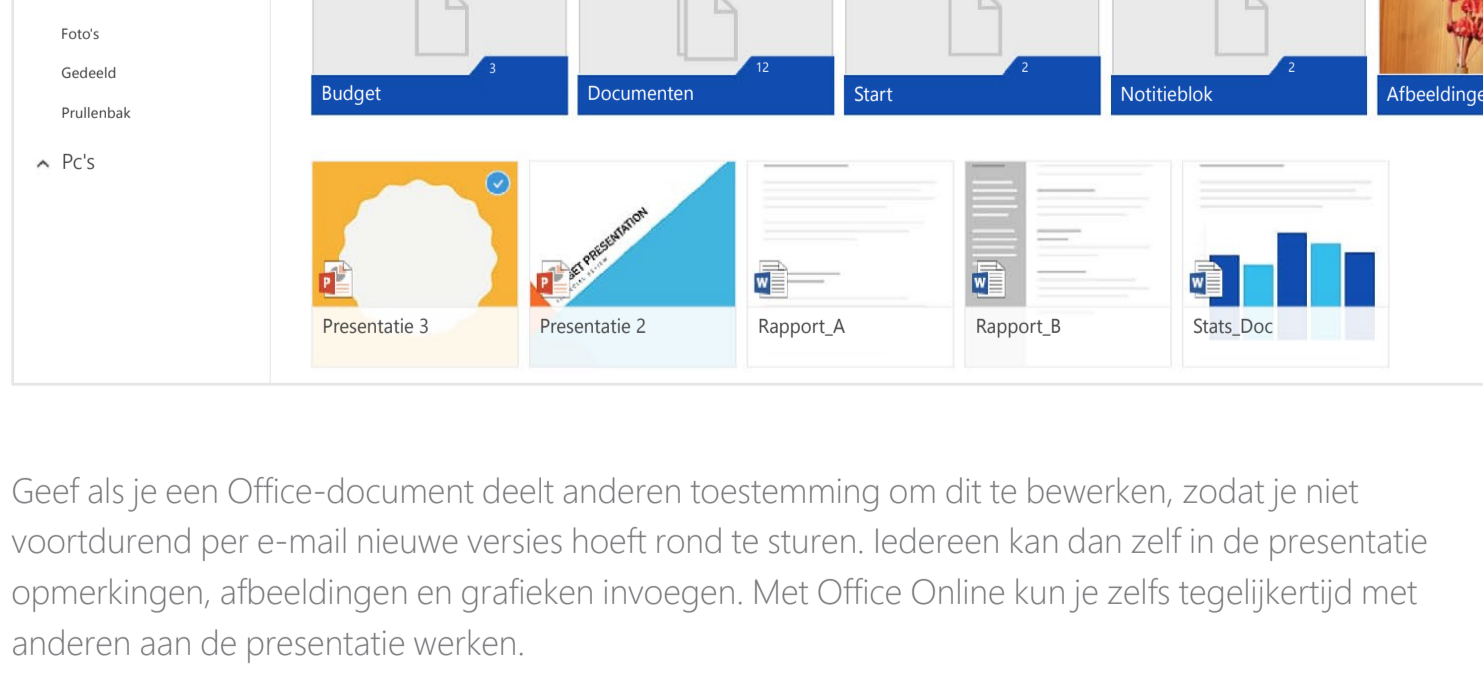 Foto's
Gedeeld
Prullenbak
Pc's
3
Budget
12
Documenten
2
Start
2
Notitieblok
Afbeeldinge
Presentatie 3
GET PRESENTATION
Presentatie 2
Rapport_A
Rapport_B
Stats_Doc
Geef als je een Office-document deelt anderen toestemming om dit te bewerken, zodat je niet
voortdurend per e-mail nieuwe versies hoeft rond te sturen. Iedereen kan dan zelf in de presentatie
opmerkingen, afbeeldingen en grafieken invoegen. Met Office Online kun je zelfs tegelijkertijd met
anderen aan de presentatie werken.